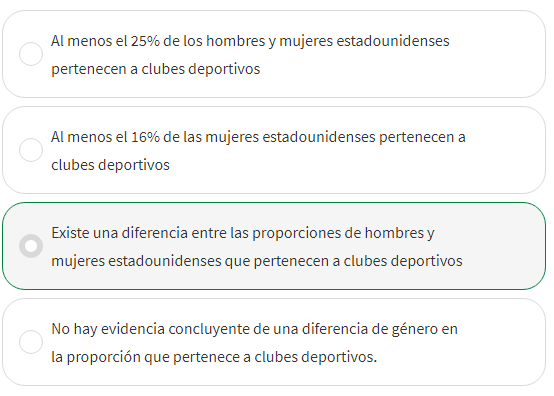 Al menos el 25% de los hombres y mujeres estadounidenses
pertenecen a clubes deportivos
Al menos el 16% de las mujeres estadounidenses pertenecen a
clubes deportivos
Existe una diferencia entre las proporciones de hombres y
mujeres estadounidenses que pertenecen a clubes deportivos
No hay evidencia concluyente de una diferencia de género en
la proporción que pertenece a clubes deportivos.